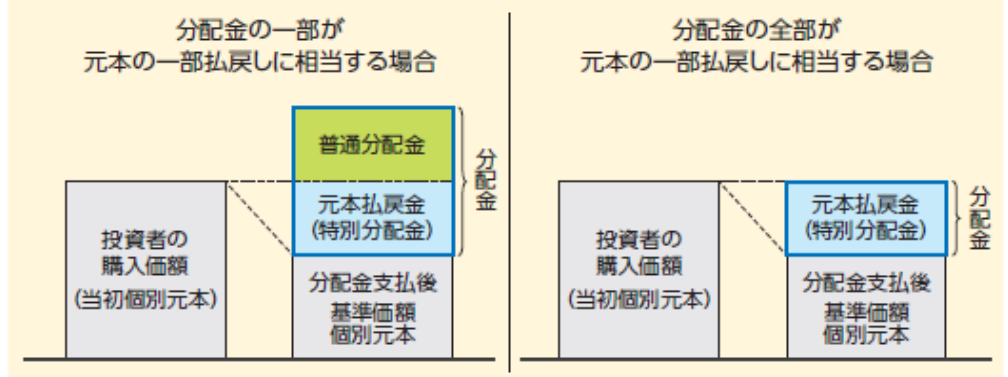 分配金の一部が
元本の一部払戻しに相当する場合
普通分配金
元本払戻金
(特別分配金)
分配金
投資者の
購入価額
(当初個別元本)
分配金支払後
基準価額
個別元本
分配金の全部が
元本の一部払戻しに相当する場合
元本払戻金
(特別分配金)
分配金
投資者の
購入価額
(当初個別元本)
分配金支払後
基準価額
個別元本